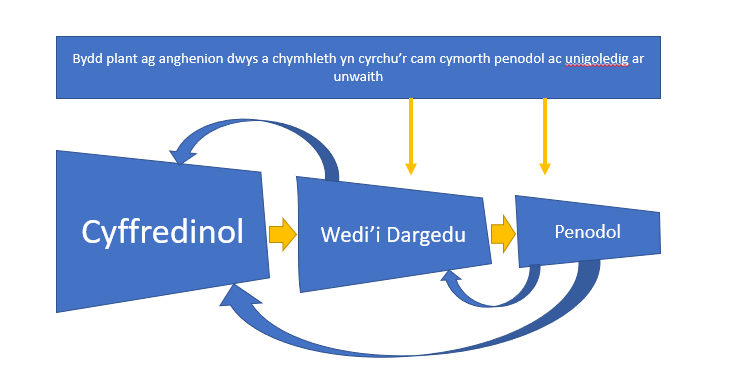 Bydd plant ag anghenion dwys a chymhleth yn cyrchu’r cam cymorth penodol ac unigoledig ar
unwaith
Cyffredinol
Wedi’i Dargedu
Penodol